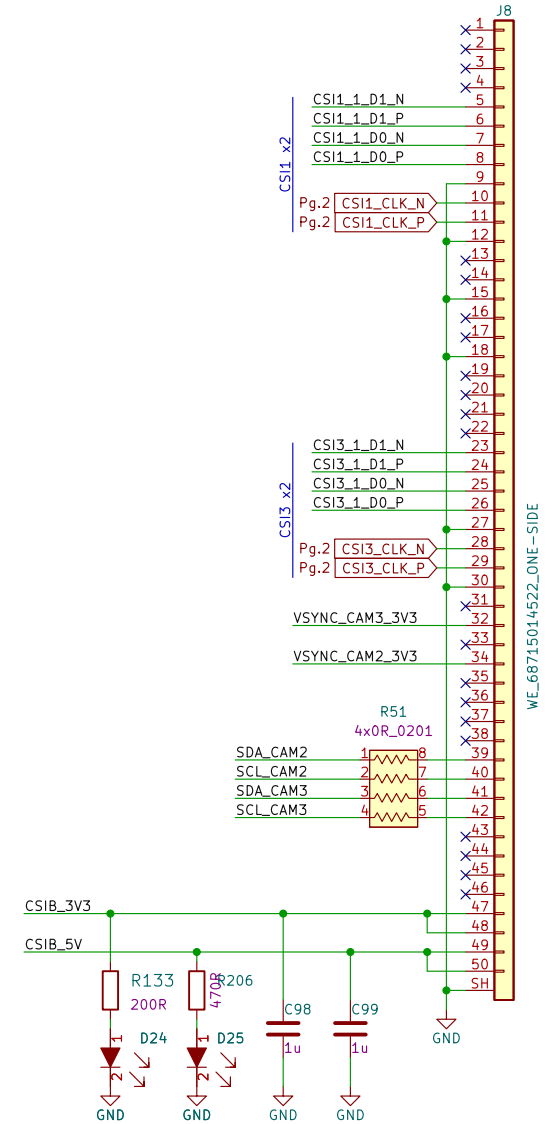 J8
1
2
3
4
CSI1_1_D1_N 5
CSI1_1_D1_P 6
CSI1_1_D0_N 7
CSI1_1_D0_P 8
CSI1 x2
9
Pg.2 CSI1_CLK_N 10
Pg.2 CSI1_CLK_P 11
12
13
14
15
16
17
18
19
20
21
22
CSI3_1_D1_N 23
CSI3_1_D1_P 24
CSI3_1_D0_N 25
CSI3_1_D0_P 26
CSI3 x2
27
Pg.2 CSI3_CLK_N 28
Pg.2 CSI3_CLK_P 29
30
31
VSYNC_CAM3_3V3 32
33
VSYNC_CAM2_3V3 34
35
36
37
38
WE_68715014522_ONE-SIDE
R51
4x0R_0201
SDA_CAM2 1 8 39
SCL_CAM2 2 7 40
SDA_CAM3 3 6 41
SCL_CAM3 4 5 42
43
44
45
46
CSIB_3V3 47
48
CSIB_5V 49
50
SH
R133
200R
R206
470R
C98
1u
C99
1u
D24
1
2
D25
1
2
GND
GND
GND
GND
GND